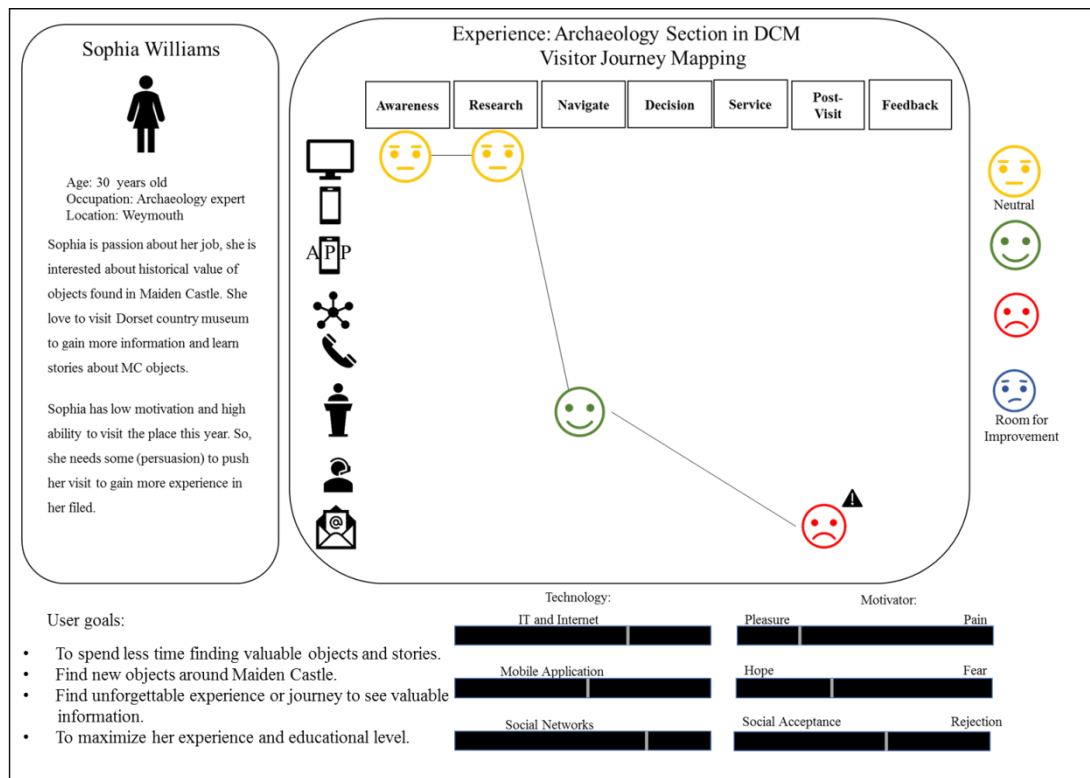 Sophia Williams
Age: 30 years old
Occupation: Archaeology expert
Location: Weymouth
Sophia is passion about her job, she is
interested about historical value of
objects found in Maiden Castle. She
love to visit Dorset country museum
to gain more information and learn
stories about MC objects.
Sophia has low motivation and high
ability to visit the place this year. So,
she needs some (persuasion) to push
her visit to gain more experience in
her filed.
Experience: Archaeology Section in DCM
Visitor Journey Mapping
Awareness
Research
Navigate
Decision
Service
Post-
Visit
Feedback
APP
@
Neutral
Room for
Improvement
User goals:
• To spend less time finding valuable objects and stories.
• Find new objects around Maiden Castle.
• Find unforgettable experience or journey to see valuable
information.
• To maximize her experience and educational level.
Technology:
IT and Internet
Mobile Application
Social Networks
Motivator:
Pleasure Pain
Hope Fear
Social Acceptance Rejection